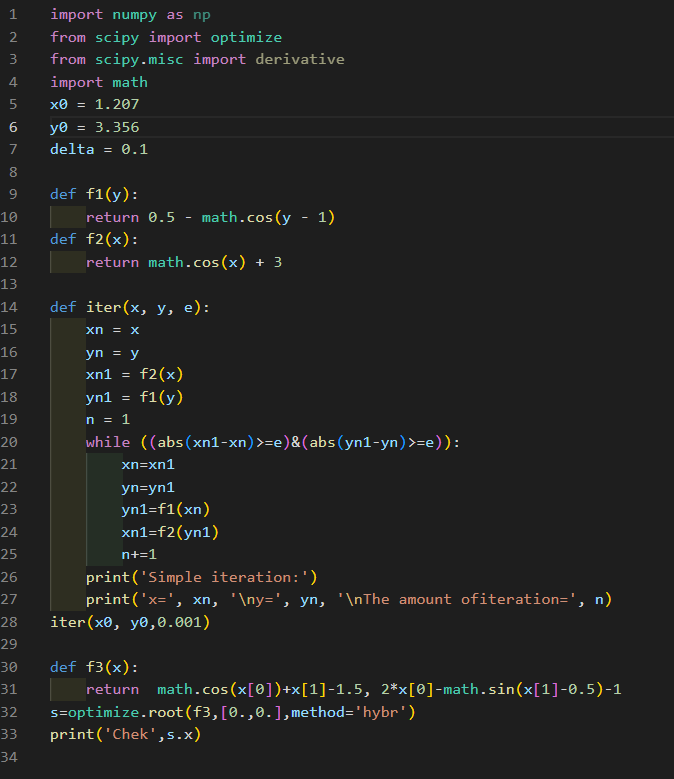 1 import numpy as np
2 from scipy import optimize
3 from scipy.misc import derivative
4 import math
5 x0 = 1.207
6 y0 = 3.356
7 delta = 0.1
8
9 def f1(y):
10     return 0.5 - math.cos(y - 1)
11 def f2(x):
12     return math.cos(x) + 3
13
14 def iter(x, y, e):
15     xn = x
16     yn = y
17     xn1 = f2(x)
18     yn1 = f1(y)
19     n = 1
20     while ((abs(xn1-xn)>=e)&(abs(yn1-yn)>=e)):
21         xn=xn1
22         yn=yn1
23         yn1=f1(xn)
24         xn1=f2(yn1)
25         n+=1
26     print('Simple iteration:')
27     print('x=', xn, '\ny=', yn, '\nThe amount ofiteration=', n)
28 iter(x0, y0,0.001)
29
30 def f3(x):
31     return  math.cos(x[0])+x[1]-1.5, 2*x[0]-math.sin(x[1]-0.5)-1
32 s=optimize.root(f3,[0.,0.],method='hybr')
33 print('Chek',s.x)
34